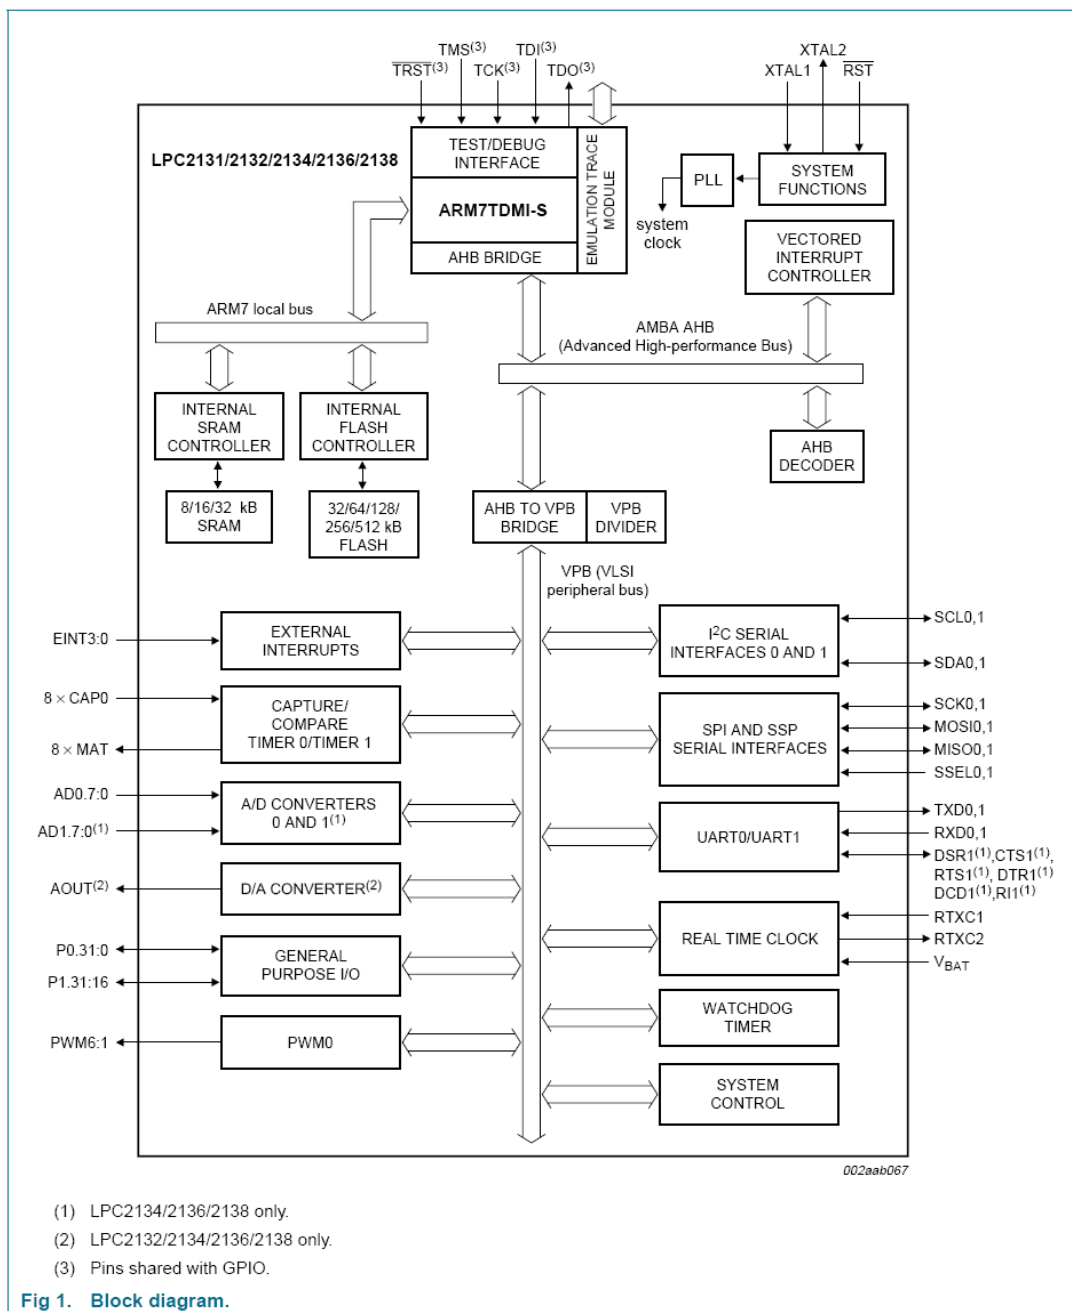 XTAL2
TMS(3) TDI(3)
TRST(3) TCK(3) TDO(3)
XTAL1 RST
LPC2131/2132/2134/2136/2138
TEST/DEBUG
INTERFACE
ARM7TDMI-S
AHB BRIDGE
EMULATION TRACE
MODULE
PLL
SYSTEM
FUNCTIONS
system
clock
VECTORED
INTERRUPT
CONTROLLER
ARM7 local bus
AMBA AHB
(Advanced High-performance Bus)
INTERNAL
SRAM
CONTROLLER
INTERNAL
FLASH
CONTROLLER
AHB
DECODER
8/16/32 kB
SRAM
32/64/128/
256/512 kB
FLASH
AHB TO VPB
BRIDGE
VPB
DIVIDER
VPB (VLSI
peripheral bus)
EINT3:0
EXTERNAL
INTERRUPTS
I2C SERIAL
INTERFACES 0 AND 1
SCL0,1
SDA0,1
8 × CAP0
8 × MAT
CAPTURE/
COMPARE
TIMER 0/TIMER 1
SPI AND SSP
SERIAL INTERFACES
SCK0,1
MOSI0,1
MISO0,1
SSEL0,1
AD0.7:0
AD1.7:0(1)
A/D CONVERTERS
0 AND 1(1)
UART0/UART1
TXD0,1
RXD0,1
DSR1(1),CTS1(1),
RTS1(1), DTR1(1)
DCD1(1),RI1(1)
AOUT(2)
D/A CONVERTER(2)
P0.31:0
P1.31:16
GENERAL
PURPOSE I/O
REAL TIME CLOCK
RTXC1
RTXC2
VBAT
PWM6:1
PWM0
WATCHDOG
TIMER
SYSTEM
CONTROL
002aab067
(1) LPC2134/2136/2138 only.
(2) LPC2132/2134/2136/2138 only.
(3) Pins shared with GPIO.
Fig 1. Block diagram.